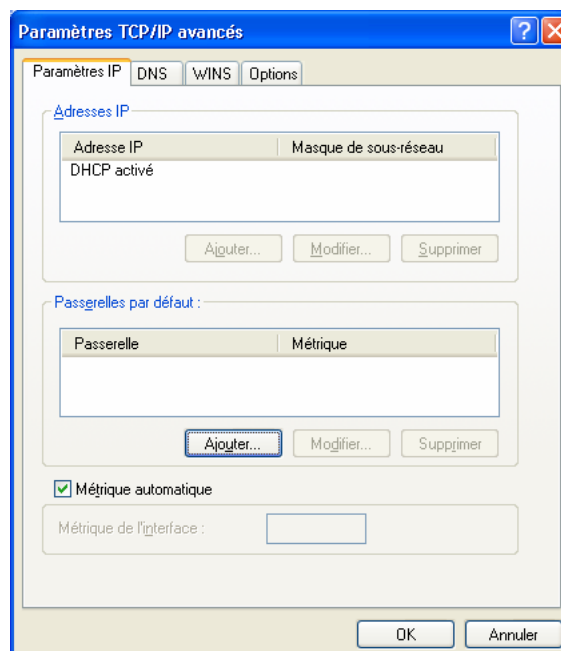 Paramètres TCP/IP avancés
Paramètres IP DNS WINS Options
Adresses IP
Adresse IP Masque de sous-réseau
DHCP activé
Ajouter... Modifier... Supprimer
Passerelles par défaut :
Passerelle Métrique
Ajouter... Modifier... Supprimer
Métrique automatique
Métrique de l'interface :
OK Annuler